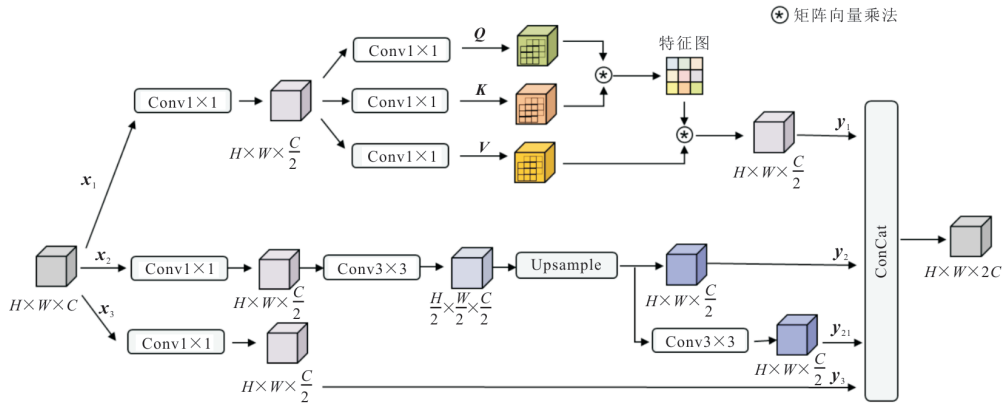 ⊛ 矩阵向量乘法
Conv1×1
Q
特征图
Conv1×1
Conv1×1
K
H×W×C/2
Conv1×1
V
y₁
H×W×C/2
x₁
x₂
Conv1×1
H×W×C/2
Conv3×3
H/2×W/2×C/2
Upsample
H×W×C/2
y₂
ConCat
H×W×2C
H×W×C
x₃
Conv1×1
H×W×C/2
Conv3×3
H×W×C/2
y₂₁
y₃